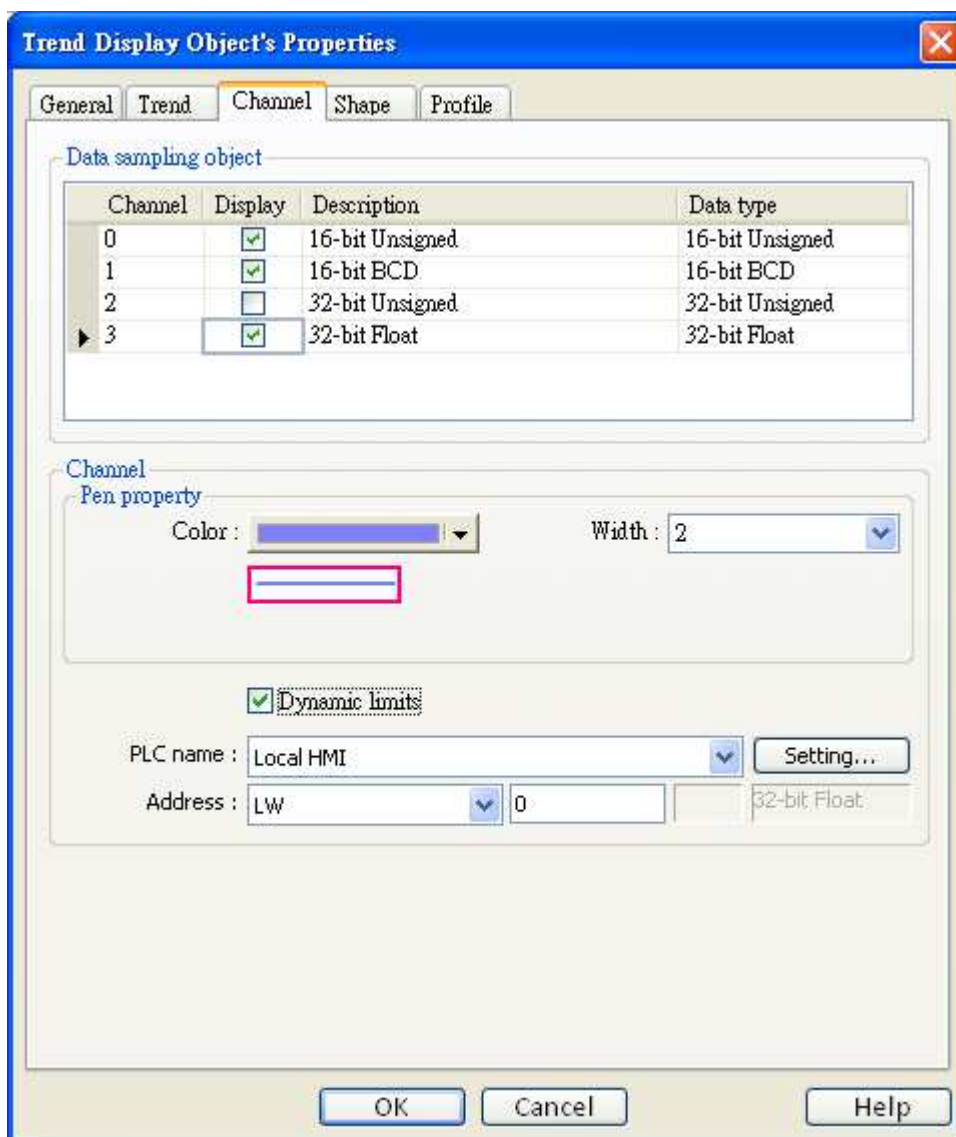 Trend Display Object's Properties
General Trend Channel Shape Profile
Data sampling object
Channel Display Description Data type
0 16-bit Unsigned 16-bit Unsigned
1 16-bit BCD 16-bit BCD
2 32-bit Unsigned 32-bit Unsigned
3 32-bit Float 32-bit Float
Channel
Pen property
Color : Width : 2
Dynamic limits
PLC name : Local HMI Setting...
Address : LW 0 32-bit Float
OK Cancel Help